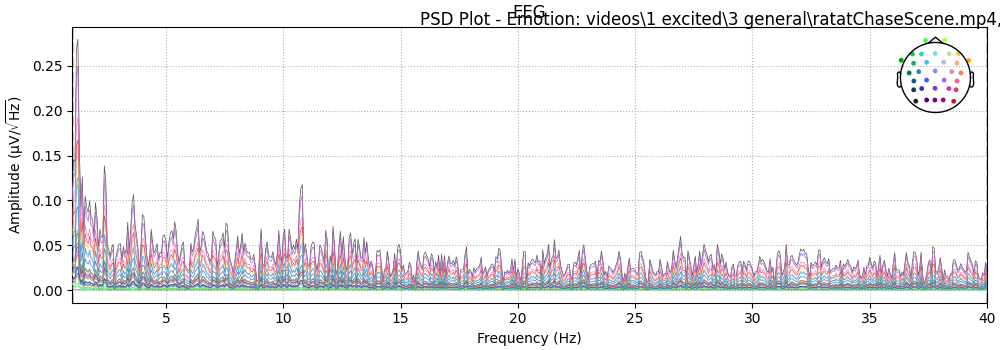 EEG
PSD Plot - Emotion: videos\1 excited\3 general\ratatChaseScene.mp4,
Amplitude (µV/√Hz)
0.25
0.20
0.15
0.10
0.05
0.00
5 10 15 20 25 30 35 40
Frequency (Hz)